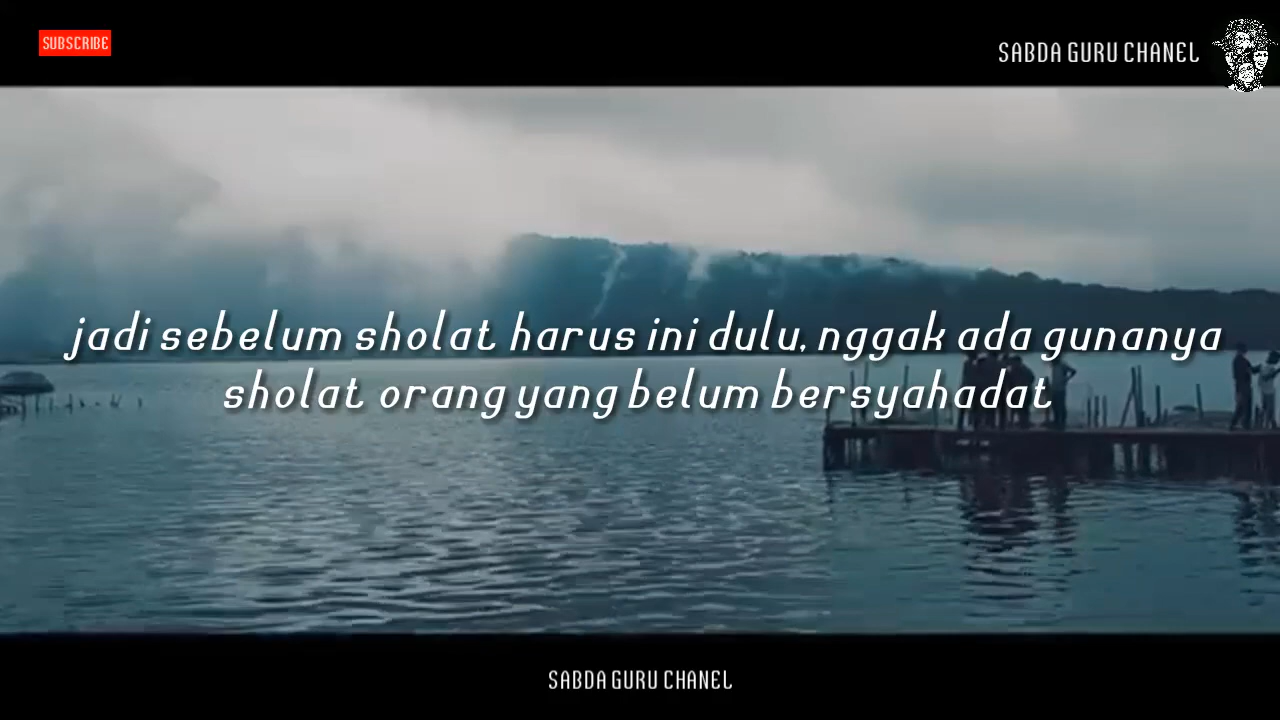 SUBSCRIBE
SABDA GURU CHANEL
jadi sebelum sholat harus ini dulu, nggak ada gunanya
sholat orang yang belum bersyahadat
SABDA GURU CHANEL